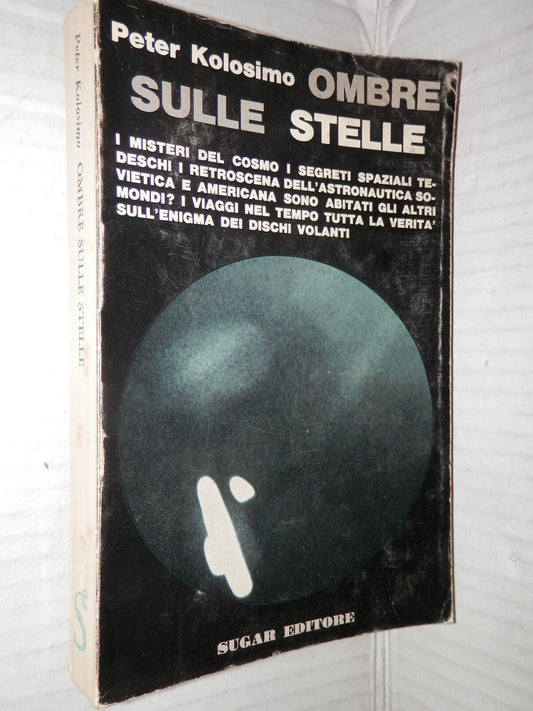 Peter Kolosimo OMBRE
SULLE STELLE
I MISTERI DEL COSMO I SEGRETI SPAZIALI TE-
DESCHI I RETROSCENA DELL'ASTRONAUTICA SO-
VIETICA E AMERICANA SONO ABITATI GLI ALTRI
MONDI? I VIAGGI NEL TEMPO TUTTA LA VERITA'
SULL'ENIGMA DEI DISCHI VOLANTI
SUGAR EDITORE
Peter Kolosimo OMBRE SULLE STELLE
S